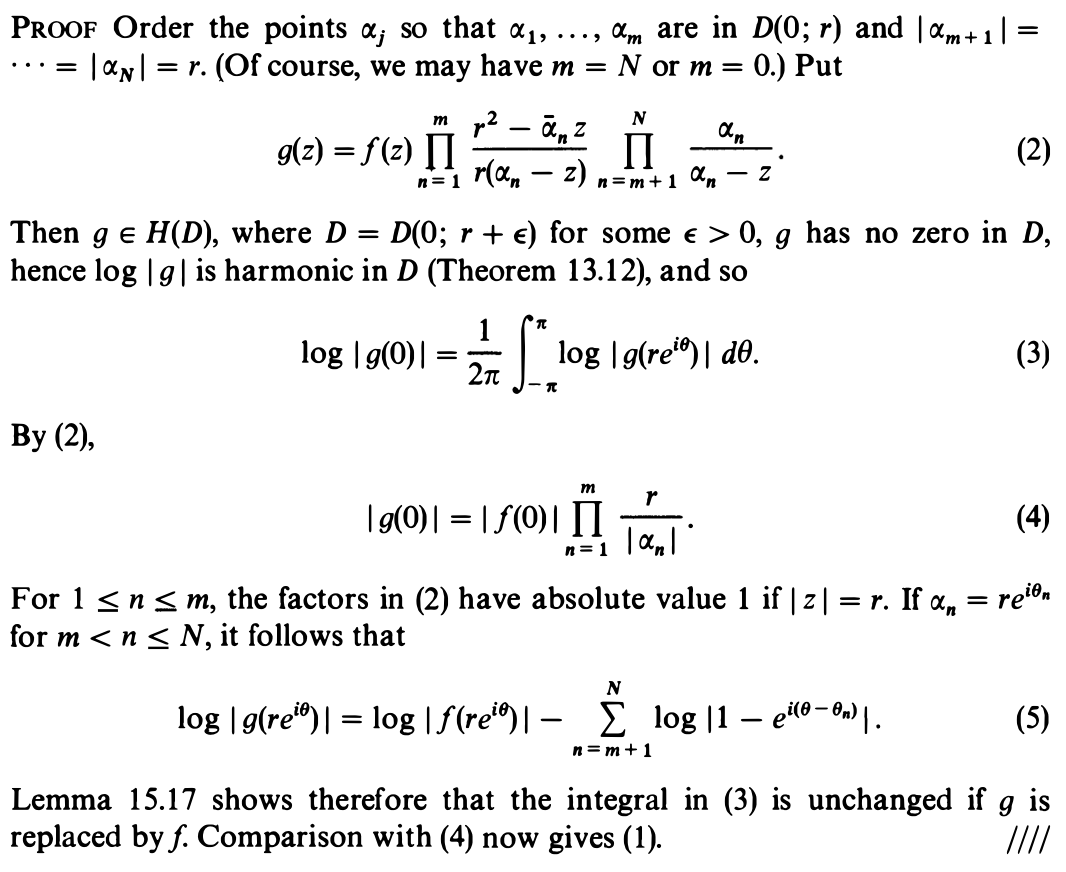 PROOF Order the points α_j so that α_1, ..., α_m are in D(0; r) and |α_{m+1}| =
··· = |α_N| = r. (Of course, we may have m = N or m = 0.) Put
g(z) = f(z) ∏_{n=1}^{m} \frac{r^2 − \bar{α}_n z}{r(α_n − z)} ∏_{n=m+1}^{N} \frac{α_n}{α_n − z}. (2)
Then g ∈ H(D), where D = D(0; r + ϵ) for some ϵ > 0, g has no zero in D,
hence log |g| is harmonic in D (Theorem 13.12), and so
log |g(0)| = \frac{1}{2π} ∫_{−π}^{π} log |g(re^{iθ})| dθ. (3)
By (2),
|g(0)| = |f(0)| ∏_{n=1}^{m} \frac{r}{|α_n|}. (4)
For 1 ≤ n ≤ m, the factors in (2) have absolute value 1 if |z| = r. If α_n = re^{iθ_n}
for m < n ≤ N, it follows that
log |g(re^{iθ})| = log |f(re^{iθ})| − ∑_{n=m+1}^{N} log |1 − e^{i(θ − θ_n)}|. (5)
Lemma 15.17 shows therefore that the integral in (3) is unchanged if g is
replaced by f. Comparison with (4) now gives (1). ////